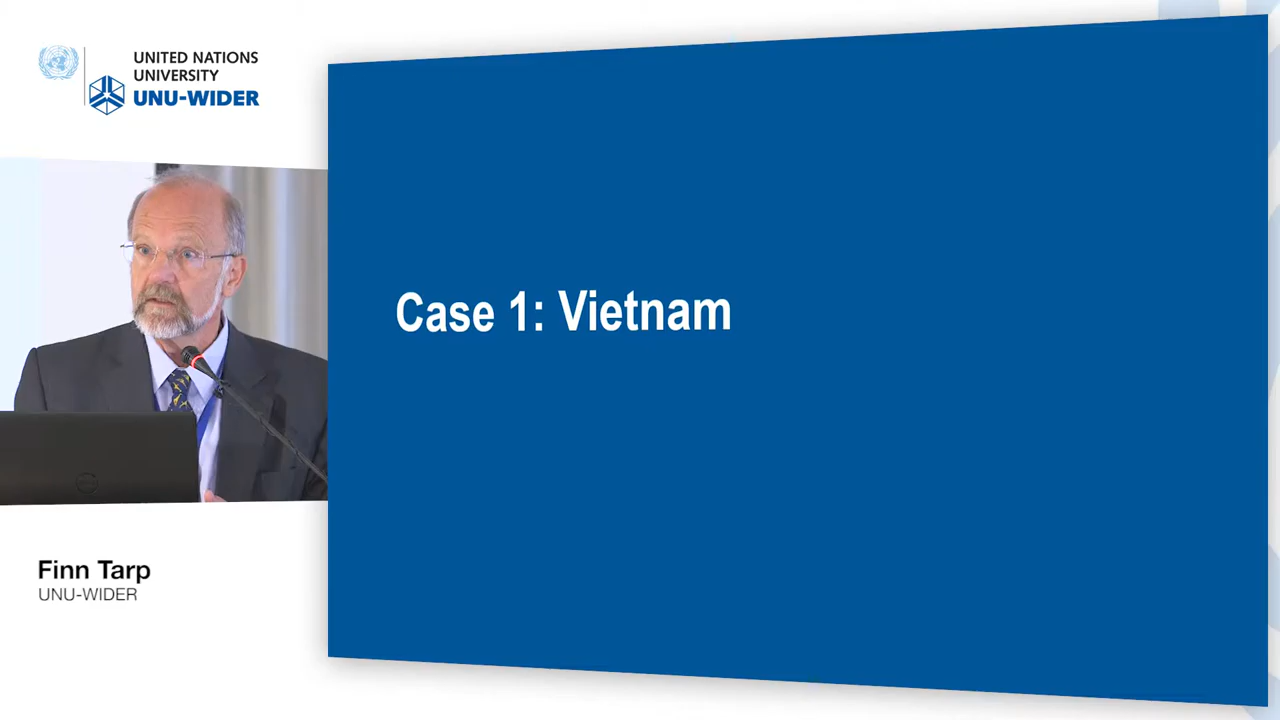 UNITED NATIONS
UNIVERSITY
UNU-WIDER
Case 1: Vietnam
Finn Tarp
UNU-WIDER